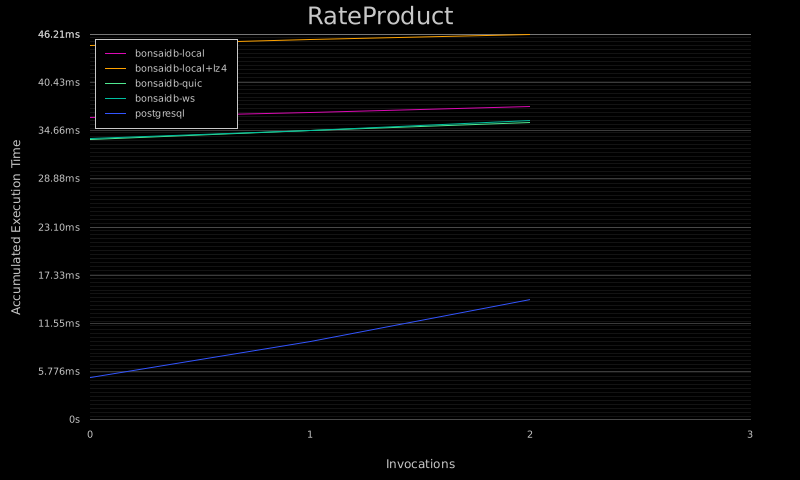 RateProduct
46.21ms
40.43ms
34.66ms
28.88ms
23.10ms
17.33ms
11.55ms
5.776ms
0s
bonsaidb-local
bonsaidb-local+lz4
bonsaidb-quic
bonsaidb-ws
postgresql
Accumulated Execution Time
0 1 2 3
Invocations